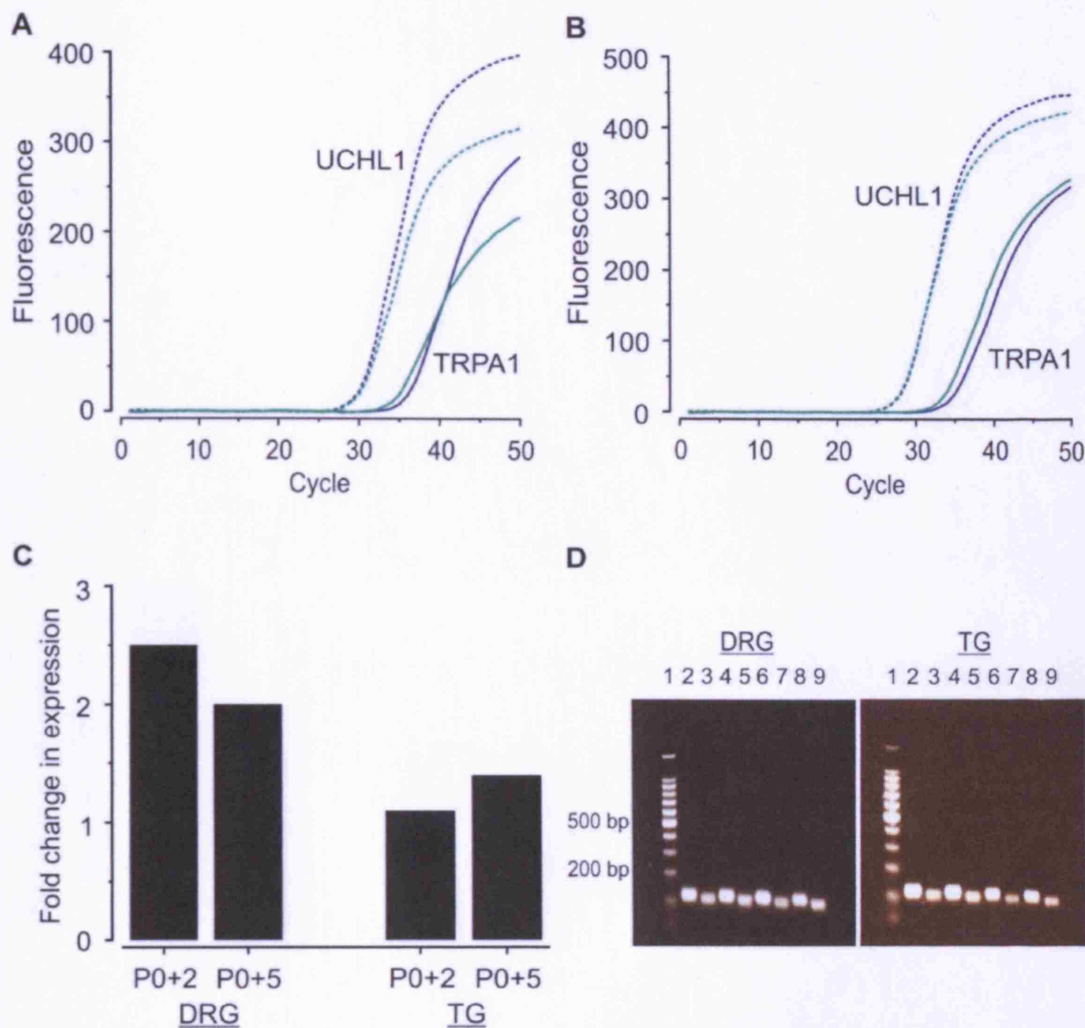 A
400
300
200
100
0
Fluorescence
UCHL1
TRPA1
0 10 20 30 40 50
Cycle
B
500
400
300
200
100
0
Fluorescence
UCHL1
TRPA1
0 10 20 30 40 50
Cycle
C
3
2
1
0
Fold change in expression
P0+2 P0+5 P0+2 P0+5
DRG TG
D
DRG TG
1 2 3 4 5 6 7 8 9 1 2 3 4 5 6 7 8 9
500 bp
200 bp